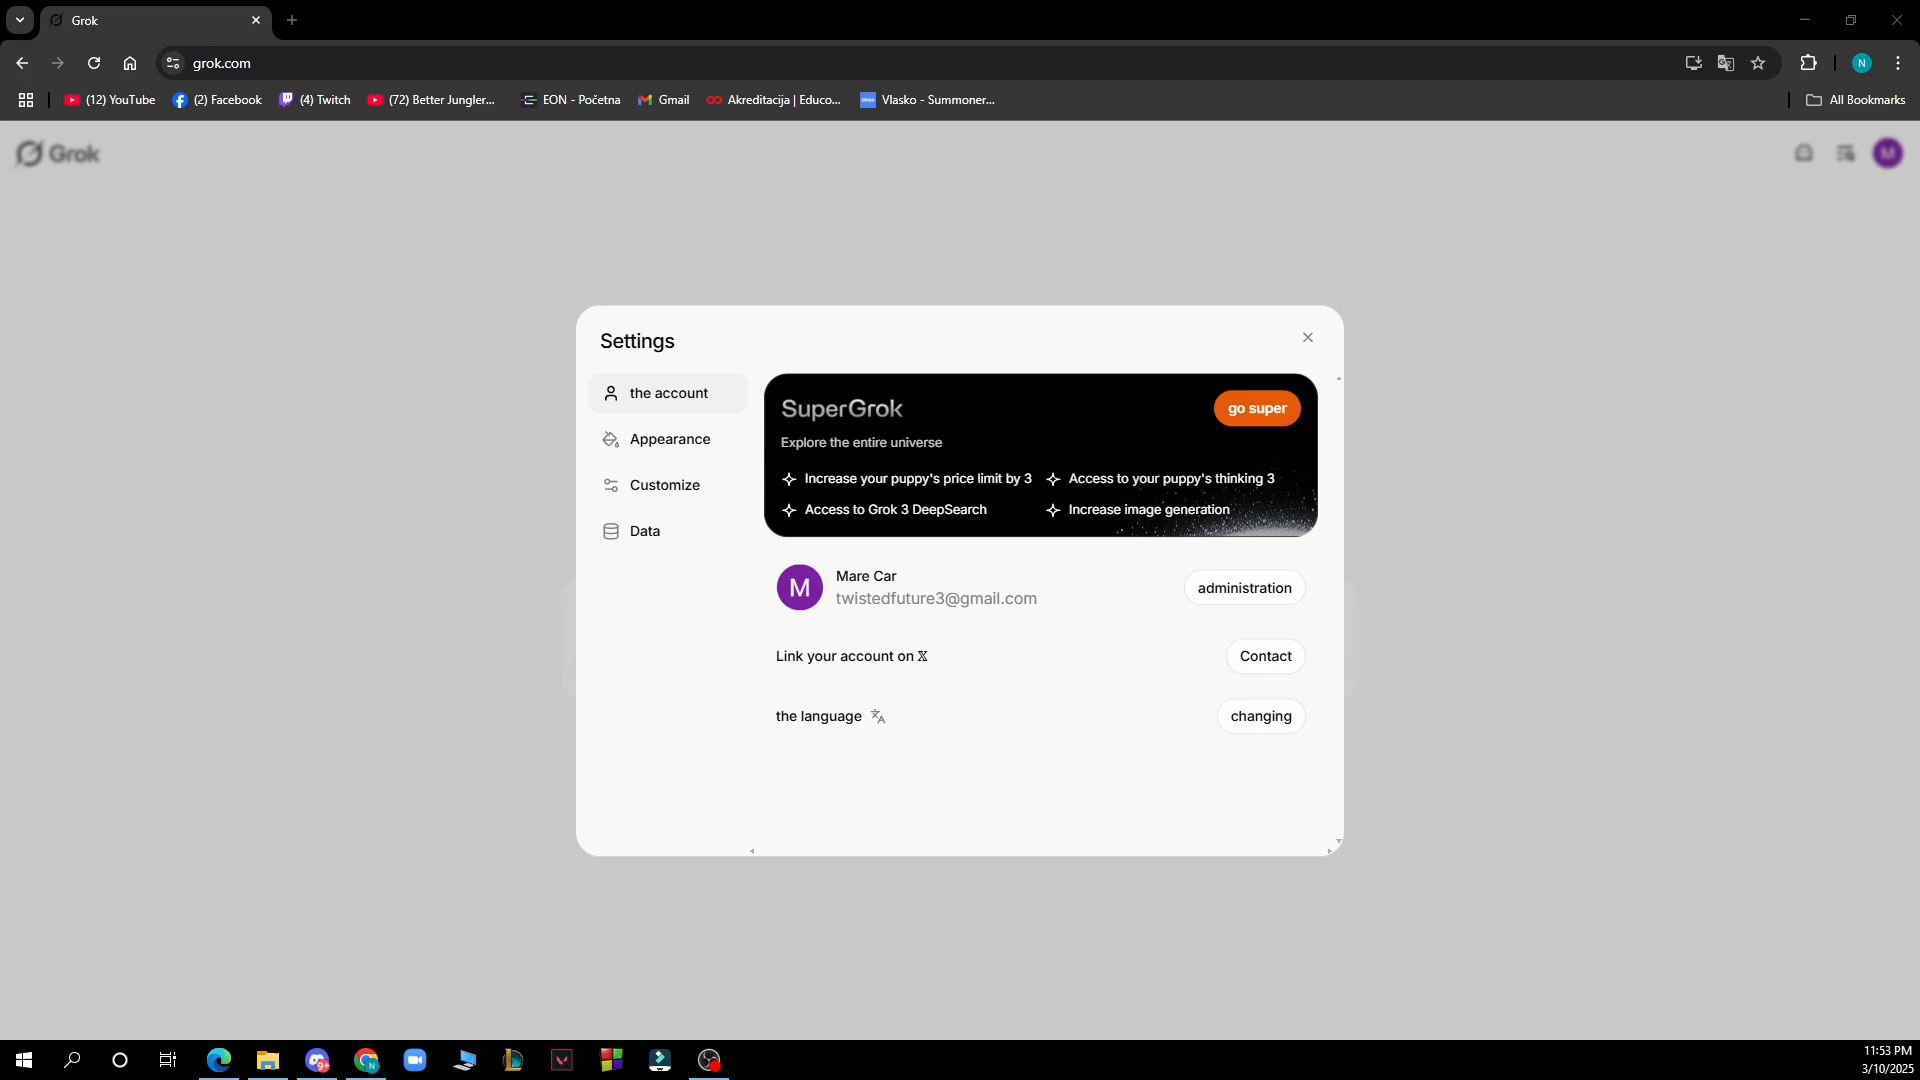 Grok
grok.com
N
(12) YouTube
(2) Facebook
(4) Twitch
(72) Better Jungler...
EON - Početna
Gmail
Akreditacija | Educo...
Vlasko - Summoner...
All Bookmarks
Grok
M
Settings
the account
Appearance
Customize
Data
SuperGrok
go super
Explore the entire universe
Increase your puppy's price limit by 3
Access to your puppy's thinking 3
Access to Grok 3 DeepSearch
Increase image generation
M
Mare Car
twistedfuture3@gmail.com
administration
Link your account on 𝕏
Contact
the language
changing
9+
N
11:53 PM
3/10/2025